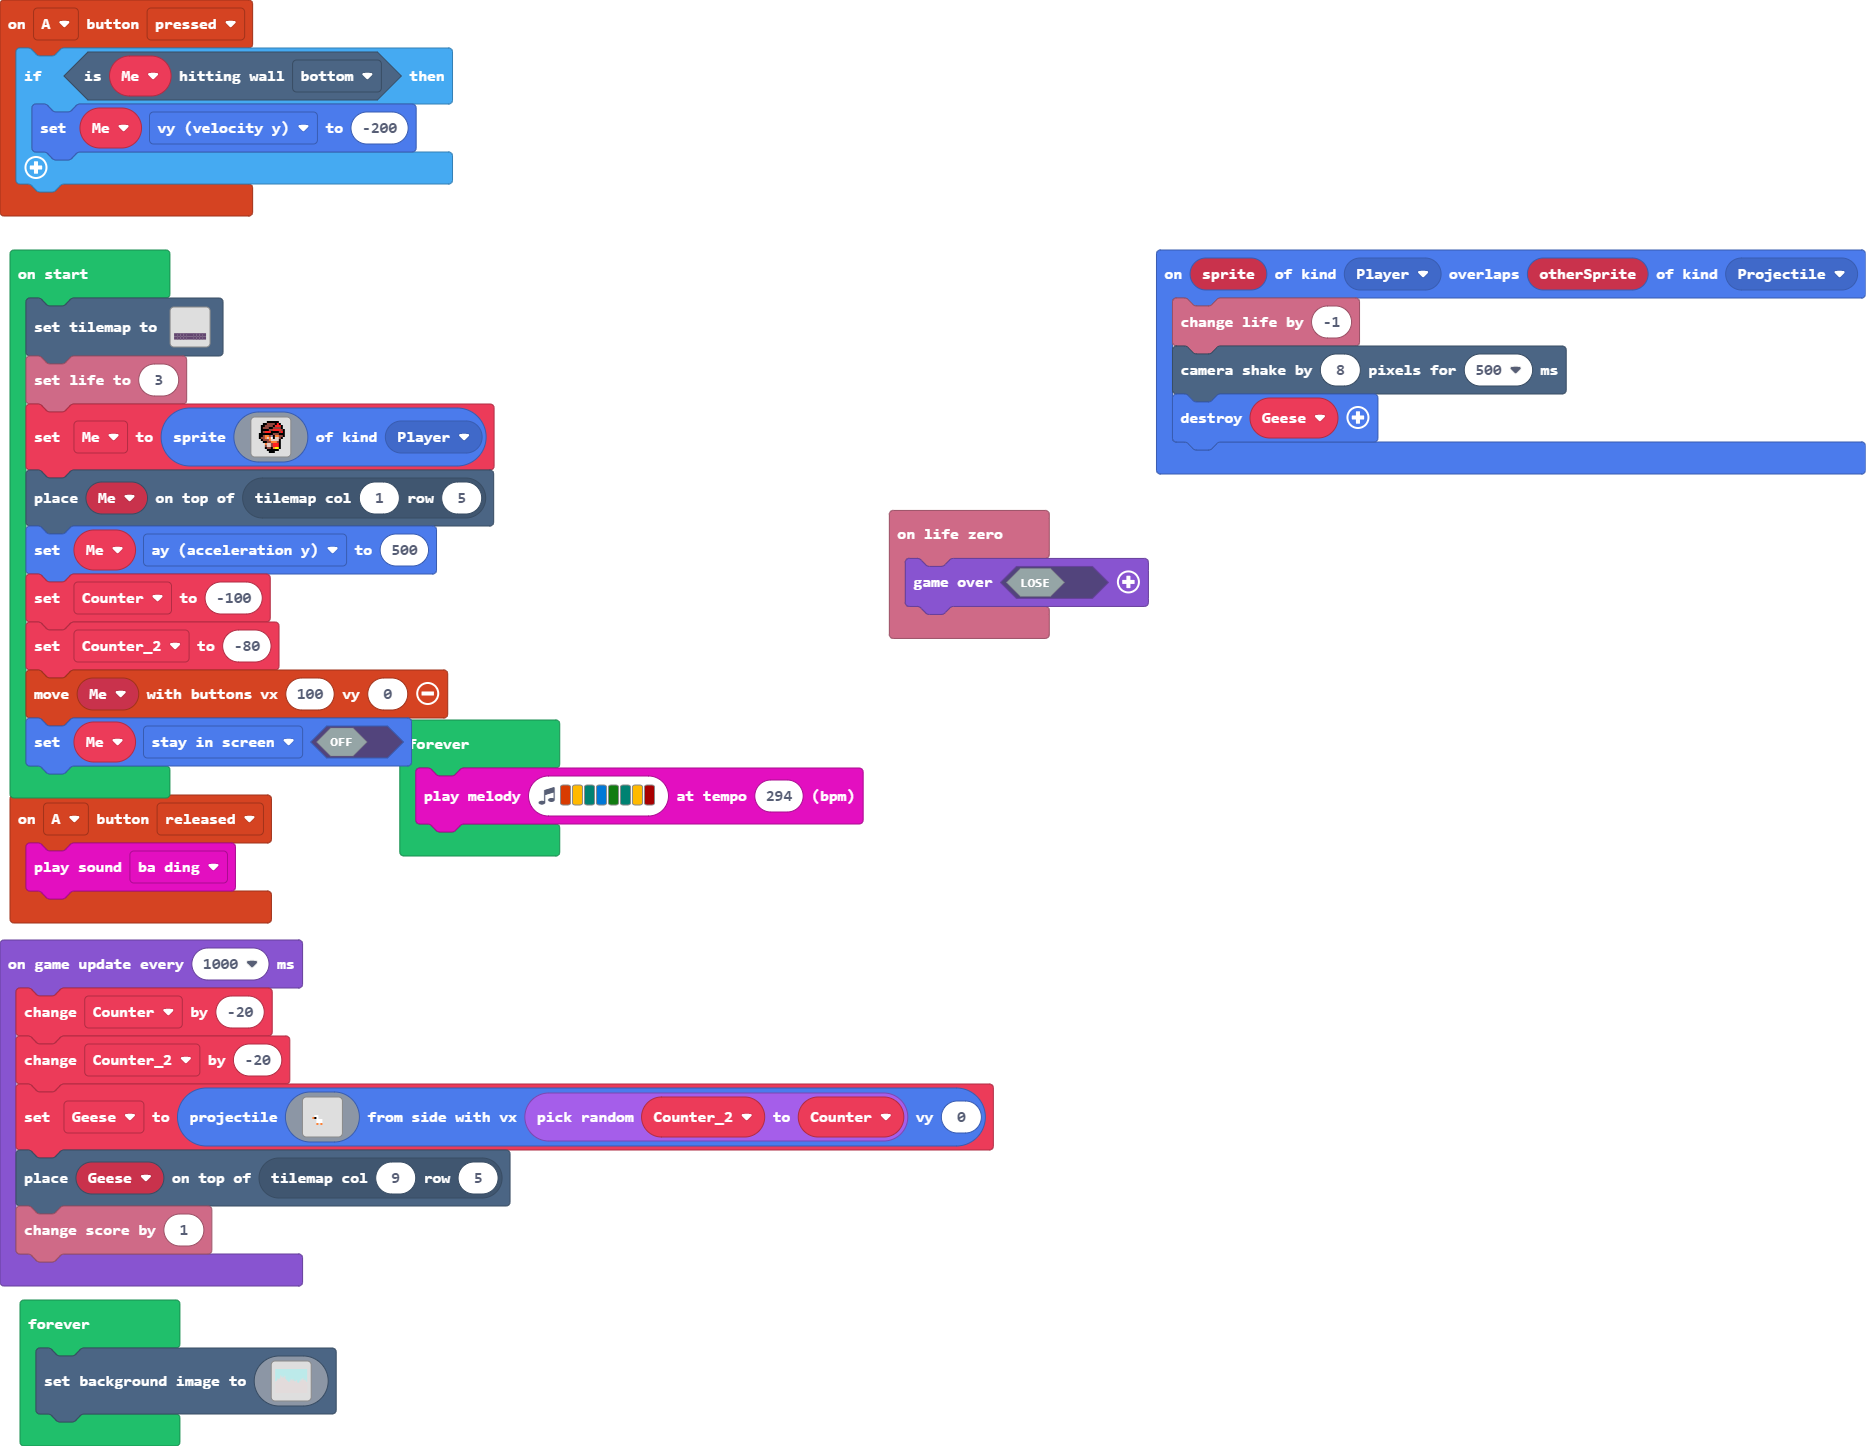 on A button pressed
if is Me hitting wall bottom then
set Me vy (velocity y) to -200
on start
set tilemap to
set life to 3
set Me to sprite of kind Player
place Me on top of tilemap col 1 row 5
set Me ay (acceleration y) to 500
set Counter to -100
set Counter_2 to -80
move Me with buttons vx 100 vy 0
set Me stay in screen OFF
on sprite of kind Player overlaps otherSprite of kind Projectile
change life by -1
camera shake by 8 pixels for 500 ms
destroy Geese
on life zero
game over LOSE
forever
play melody at tempo 294 (bpm)
on A button released
play sound ba ding
on game update every 1000 ms
change Counter by -20
change Counter_2 by -20
set Geese to projectile from side with vx pick random Counter_2 to Counter vy 0
place Geese on top of tilemap col 9 row 5
change score by 1
forever
set background image to